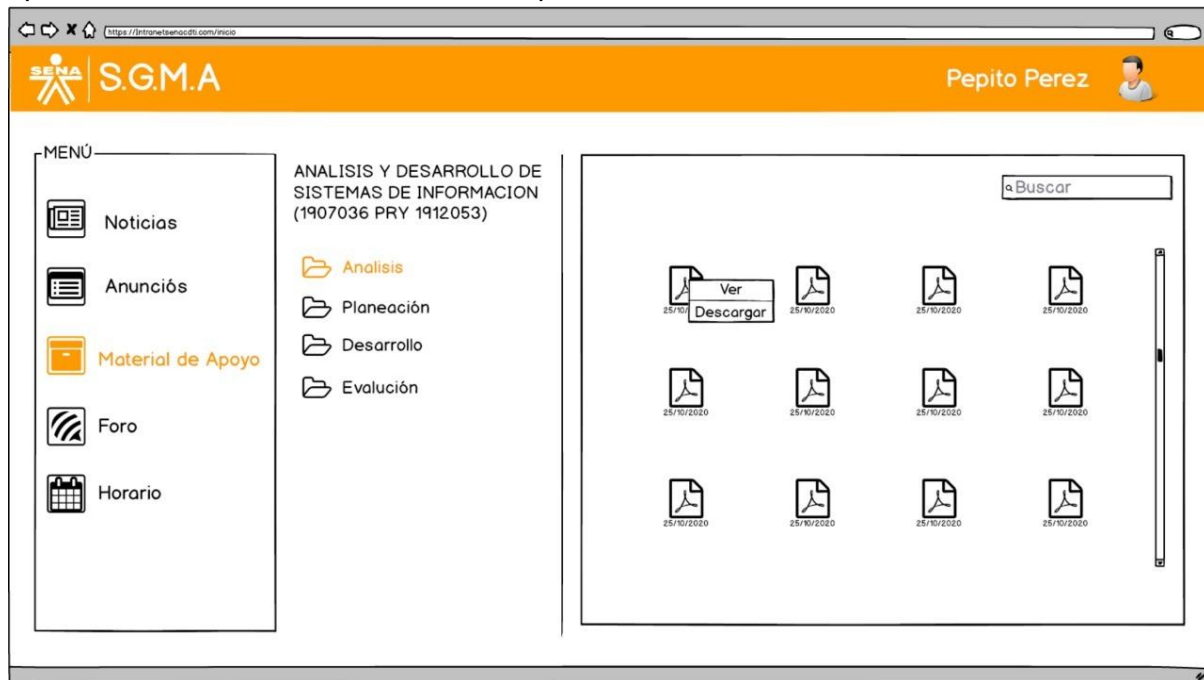 https://Intranetsenacdti.com/inicio
SENA
S.G.M.A
Pepito Perez
MENÚ
Noticias
Anunciós
Material de Apoyo
Foro
Horario
ANALISIS Y DESARROLLO DE
SISTEMAS DE INFORMACION
(1907036 PRY 1912053)
Analisis
Planeación
Desarrollo
Evalución
Buscar
Ver
Descargar
25/10/
25/10/2020
25/10/2020
25/10/2020
25/10/2020
25/10/2020
25/10/2020
25/10/2020
25/10/2020
25/10/2020
25/10/2020
25/10/2020